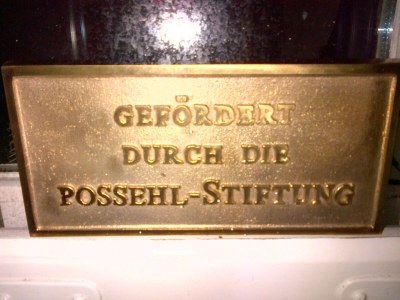 GEFÖRDERT
DURCH DIE
POSSEHL-STIFTUNG